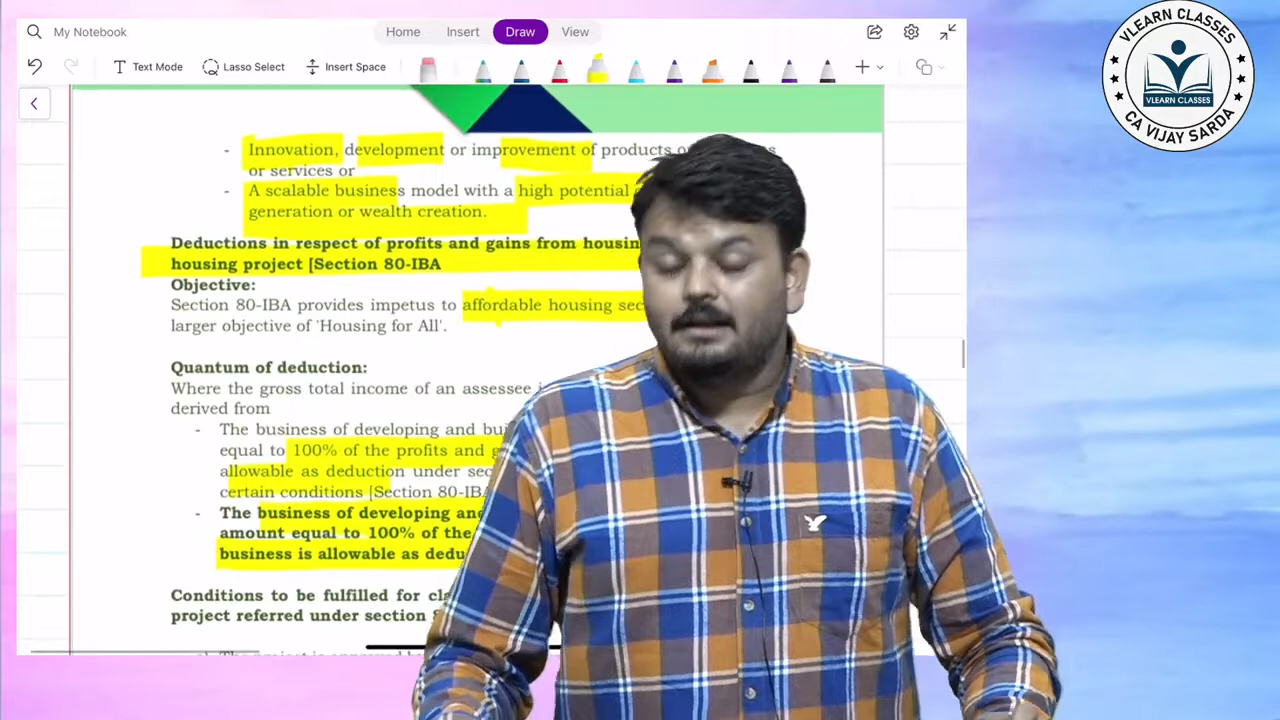 My Notebook
Home Insert Draw View
Text Mode Lasso Select Insert Space
VLEARN CLASSES
VLEARN CLASSES
CA VIJAY SARDA
- Innovation, development or improvement of products
or services or
- A scalable business model with a high potential
generation or wealth creation.
Deductions in respect of profits and gains from
housing project [Section 80-IBA
Objective:
Section 80-IBA provides impetus to affordable housing
larger objective of 'Housing for All'.
Quantum of deduction:
Where the gross total income of an assessee
derived from
- The business of developing and
equal to 100% of the profits and
allowable as deduction under
certain conditions [Section 80-IBA
- The business of developing and
amount equal to 100% of the
business is allowable as
Conditions to be fulfilled for
project referred under section